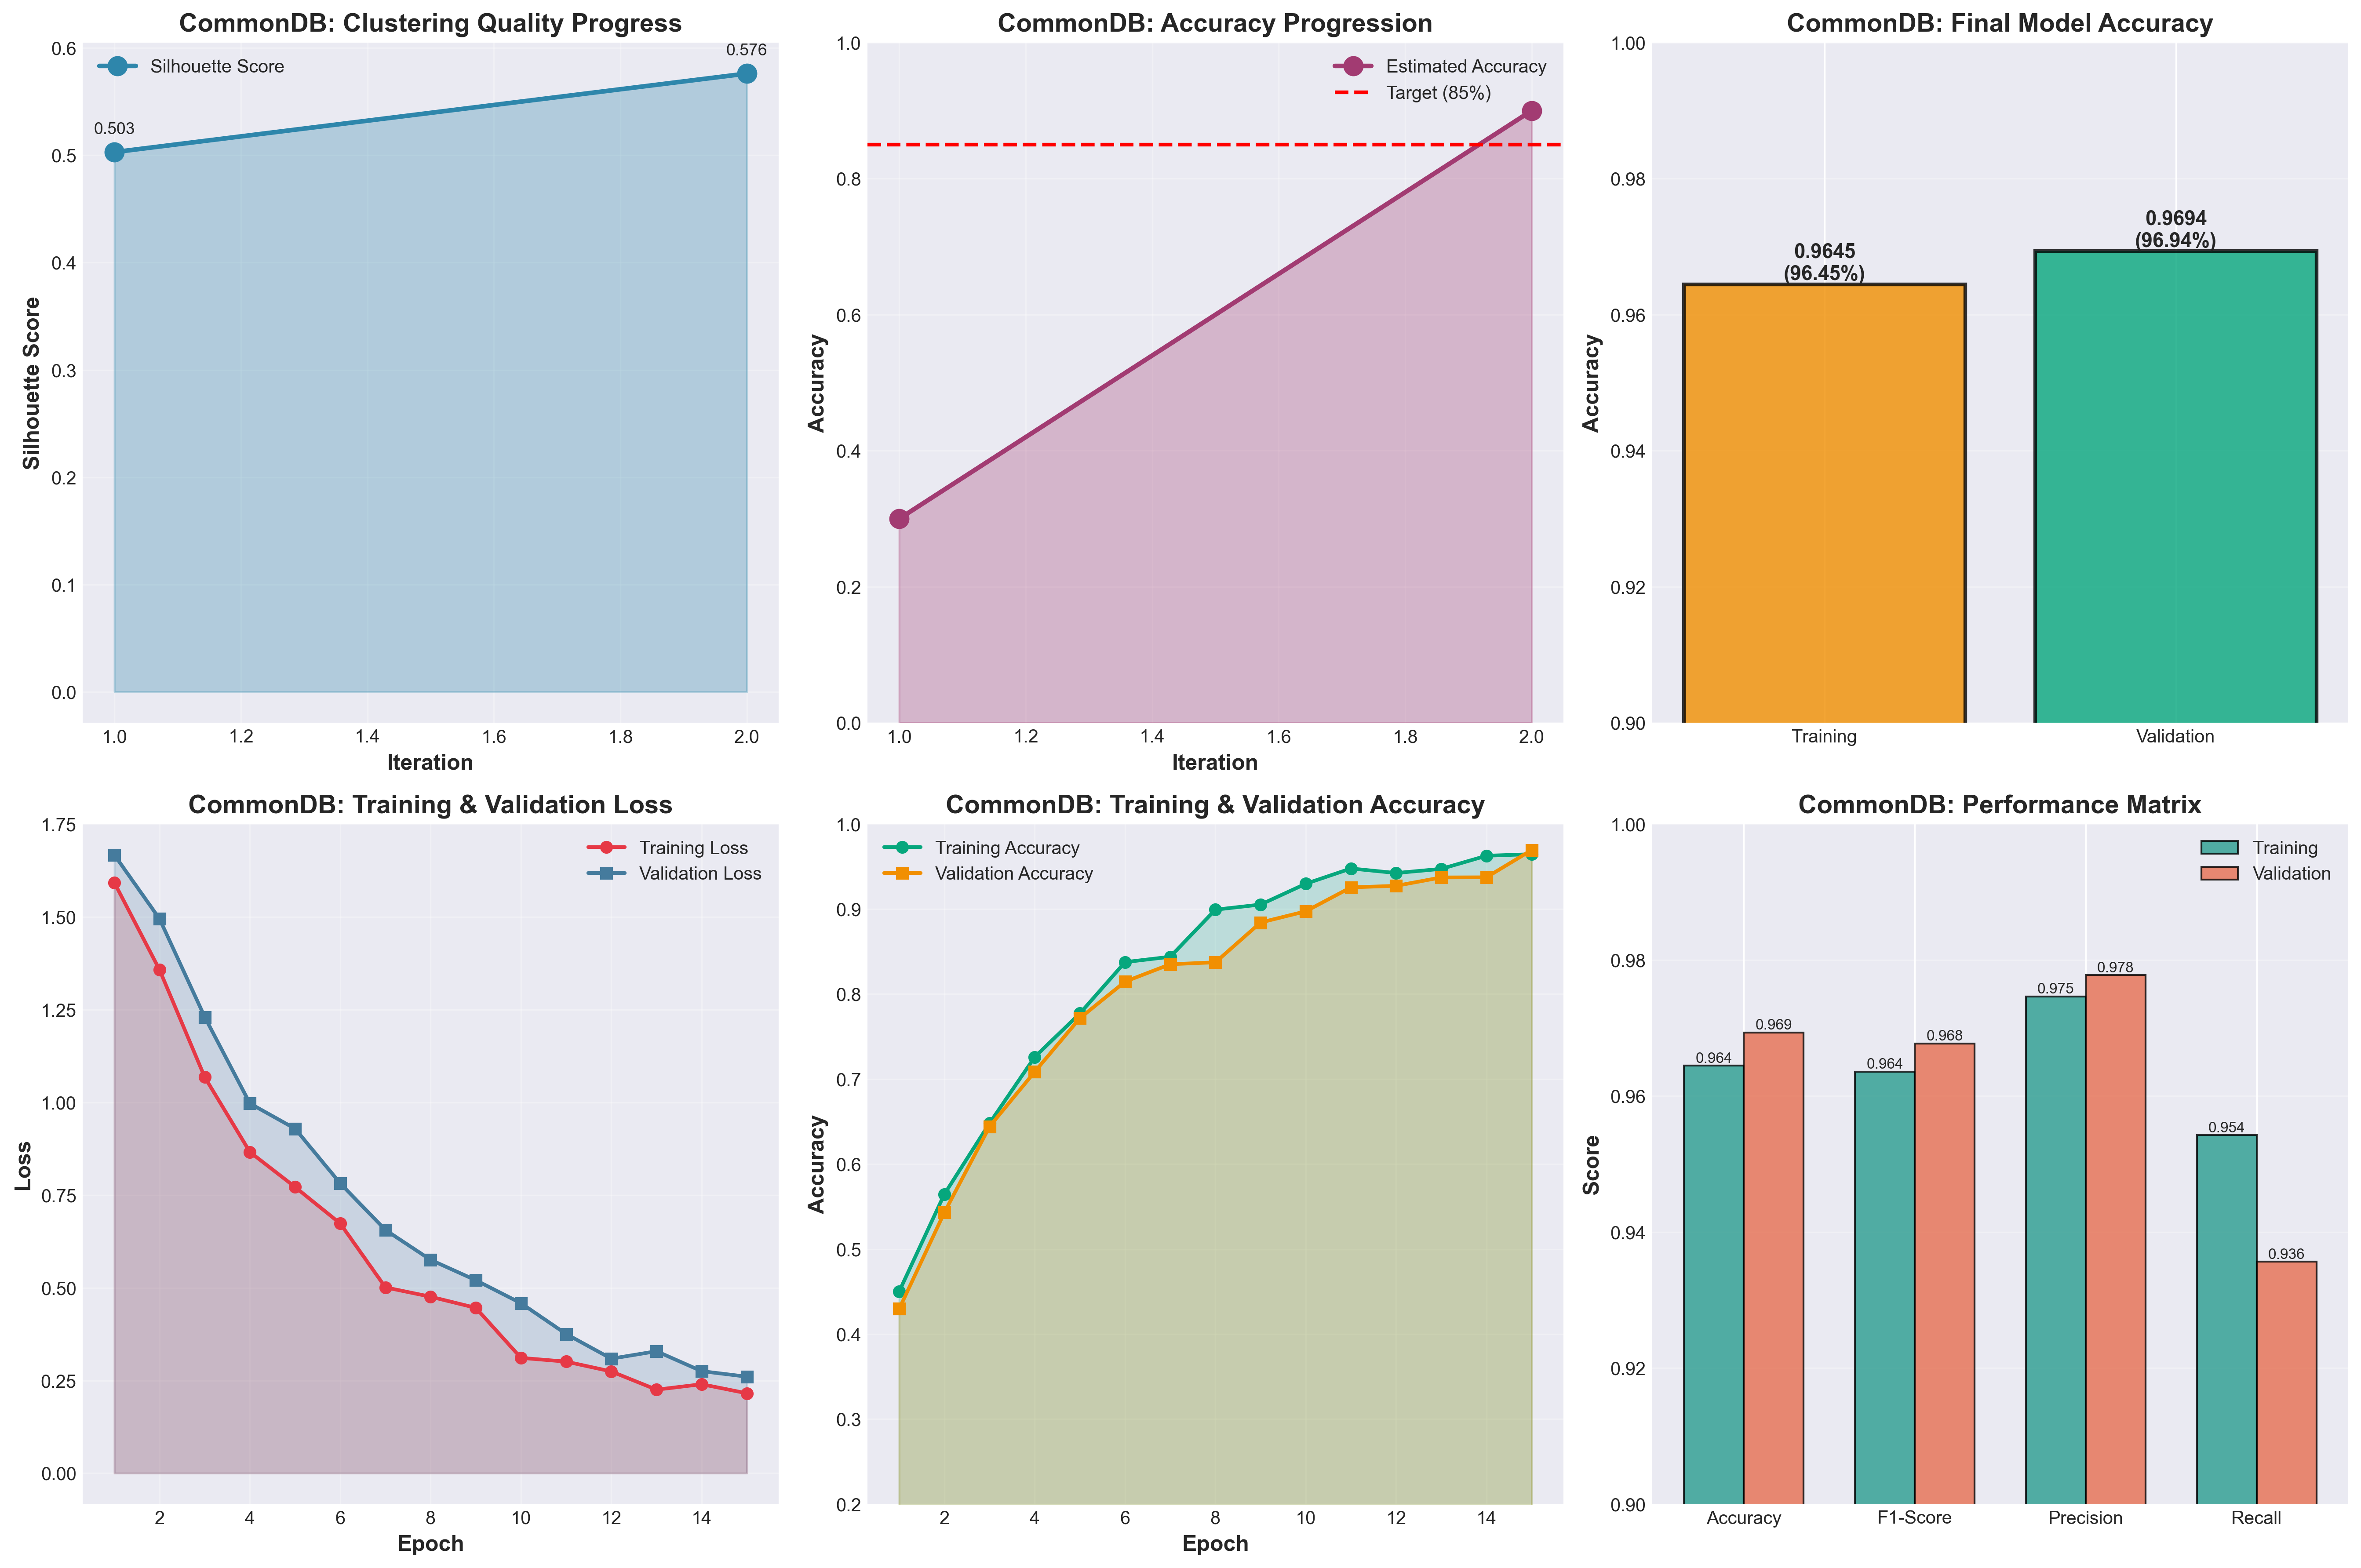 CommonDB: Clustering Quality Progress
Silhouette Score
0.503
0.576
0.6
0.5
0.4
0.3
0.2
0.1
0.0
Silhouette Score
1.0 1.2 1.4 1.6 1.8 2.0
Iteration
CommonDB: Accuracy Progression
Estimated Accuracy
Target (85%)
1.0
0.8
0.6
0.4
0.2
0.0
Accuracy
1.0 1.2 1.4 1.6 1.8 2.0
Iteration
CommonDB: Final Model Accuracy
0.9645
(96.45%)
0.9694
(96.94%)
1.00
0.98
0.96
0.94
0.92
0.90
Accuracy
Training Validation
CommonDB: Training & Validation Loss
Training Loss
Validation Loss
1.75
1.50
1.25
1.00
0.75
0.50
0.25
0.00
Loss
2 4 6 8 10 12 14
Epoch
CommonDB: Training & Validation Accuracy
Training Accuracy
Validation Accuracy
1.0
0.9
0.8
0.7
0.6
0.5
0.4
0.3
0.2
Accuracy
2 4 6 8 10 12 14
Epoch
CommonDB: Performance Matrix
Training
Validation
0.964
0.969
0.964
0.968
0.975
0.978
0.954
0.936
1.00
0.98
0.96
0.94
0.92
0.90
Score
Accuracy F1-Score Precision Recall